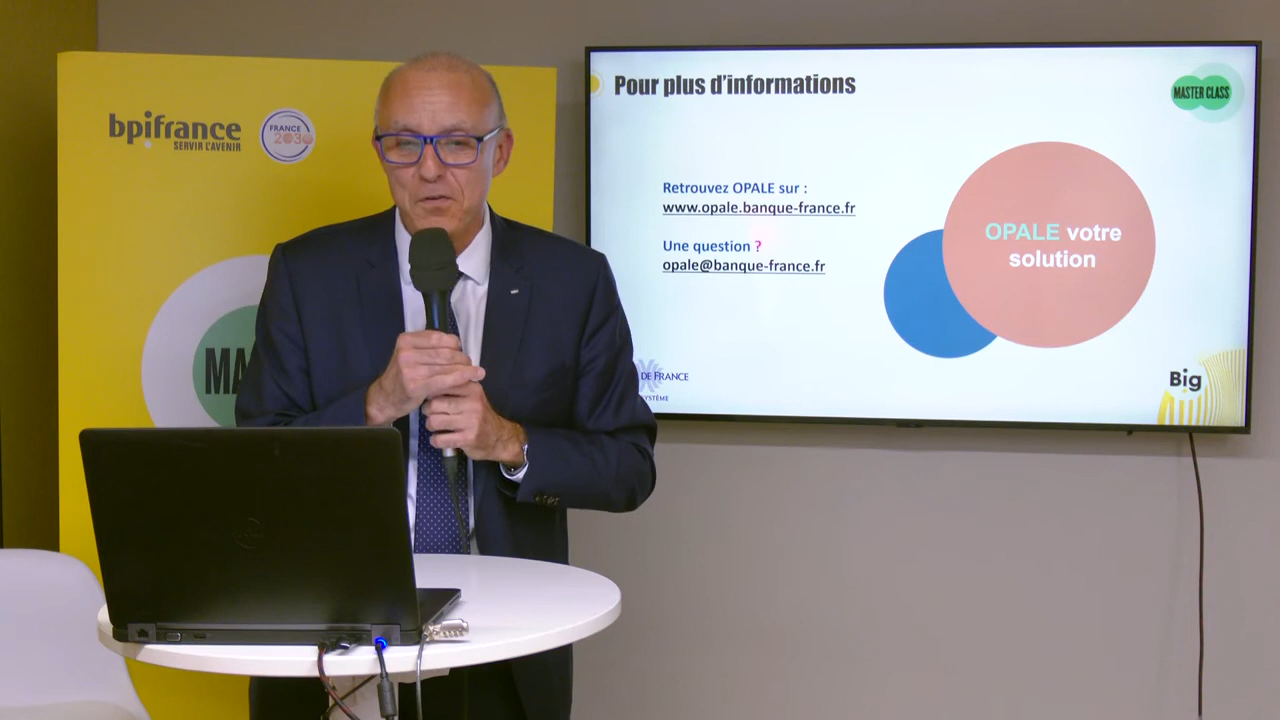 bpifrance
SERVIR L'AVENIR
FRANCE
2030
MA
Pour plus d'informations
MASTER CLASS
Retrouvez OPALE sur :
www.opale.banque-france.fr
Une question ?
opale@banque-france.fr
OPALE votre
solution
DE FRANCE
SYSTÈME
Big